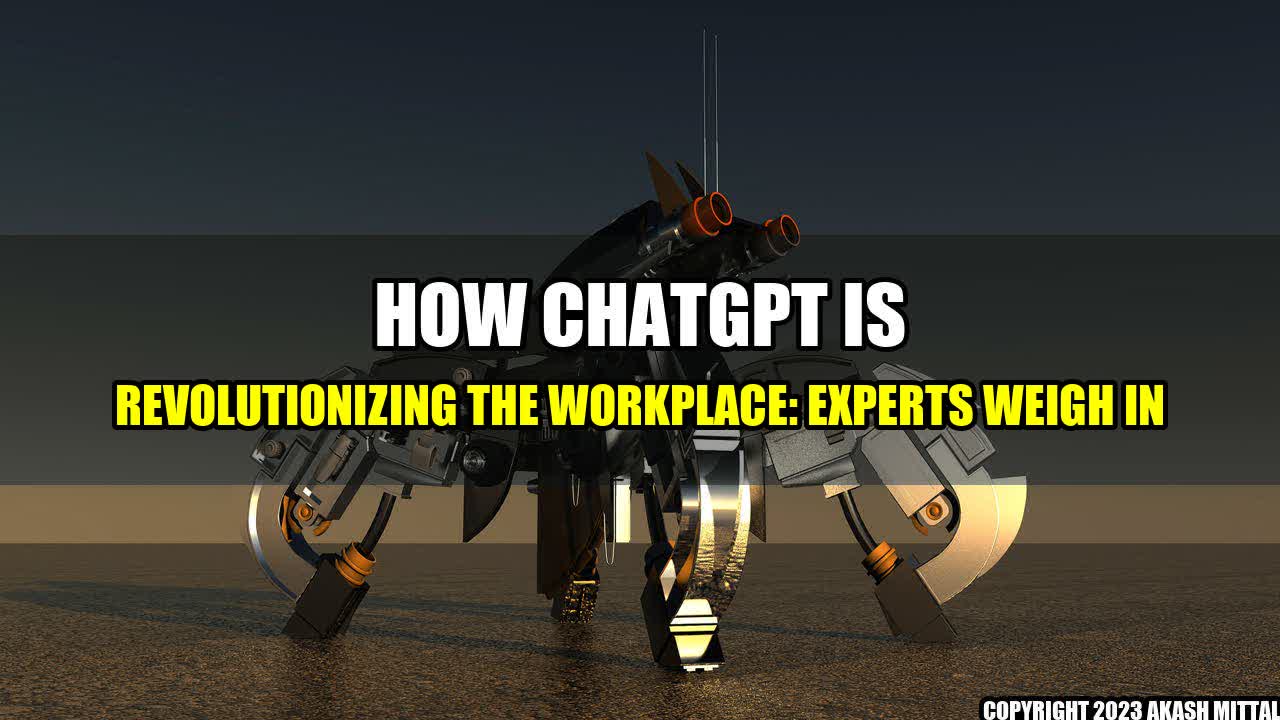 HOW CHATGPT IS
REVOLUTIONIZING THE WORKPLACE: EXPERTS WEIGH IN
COPYRIGHT 2023 AKASH MITTAL